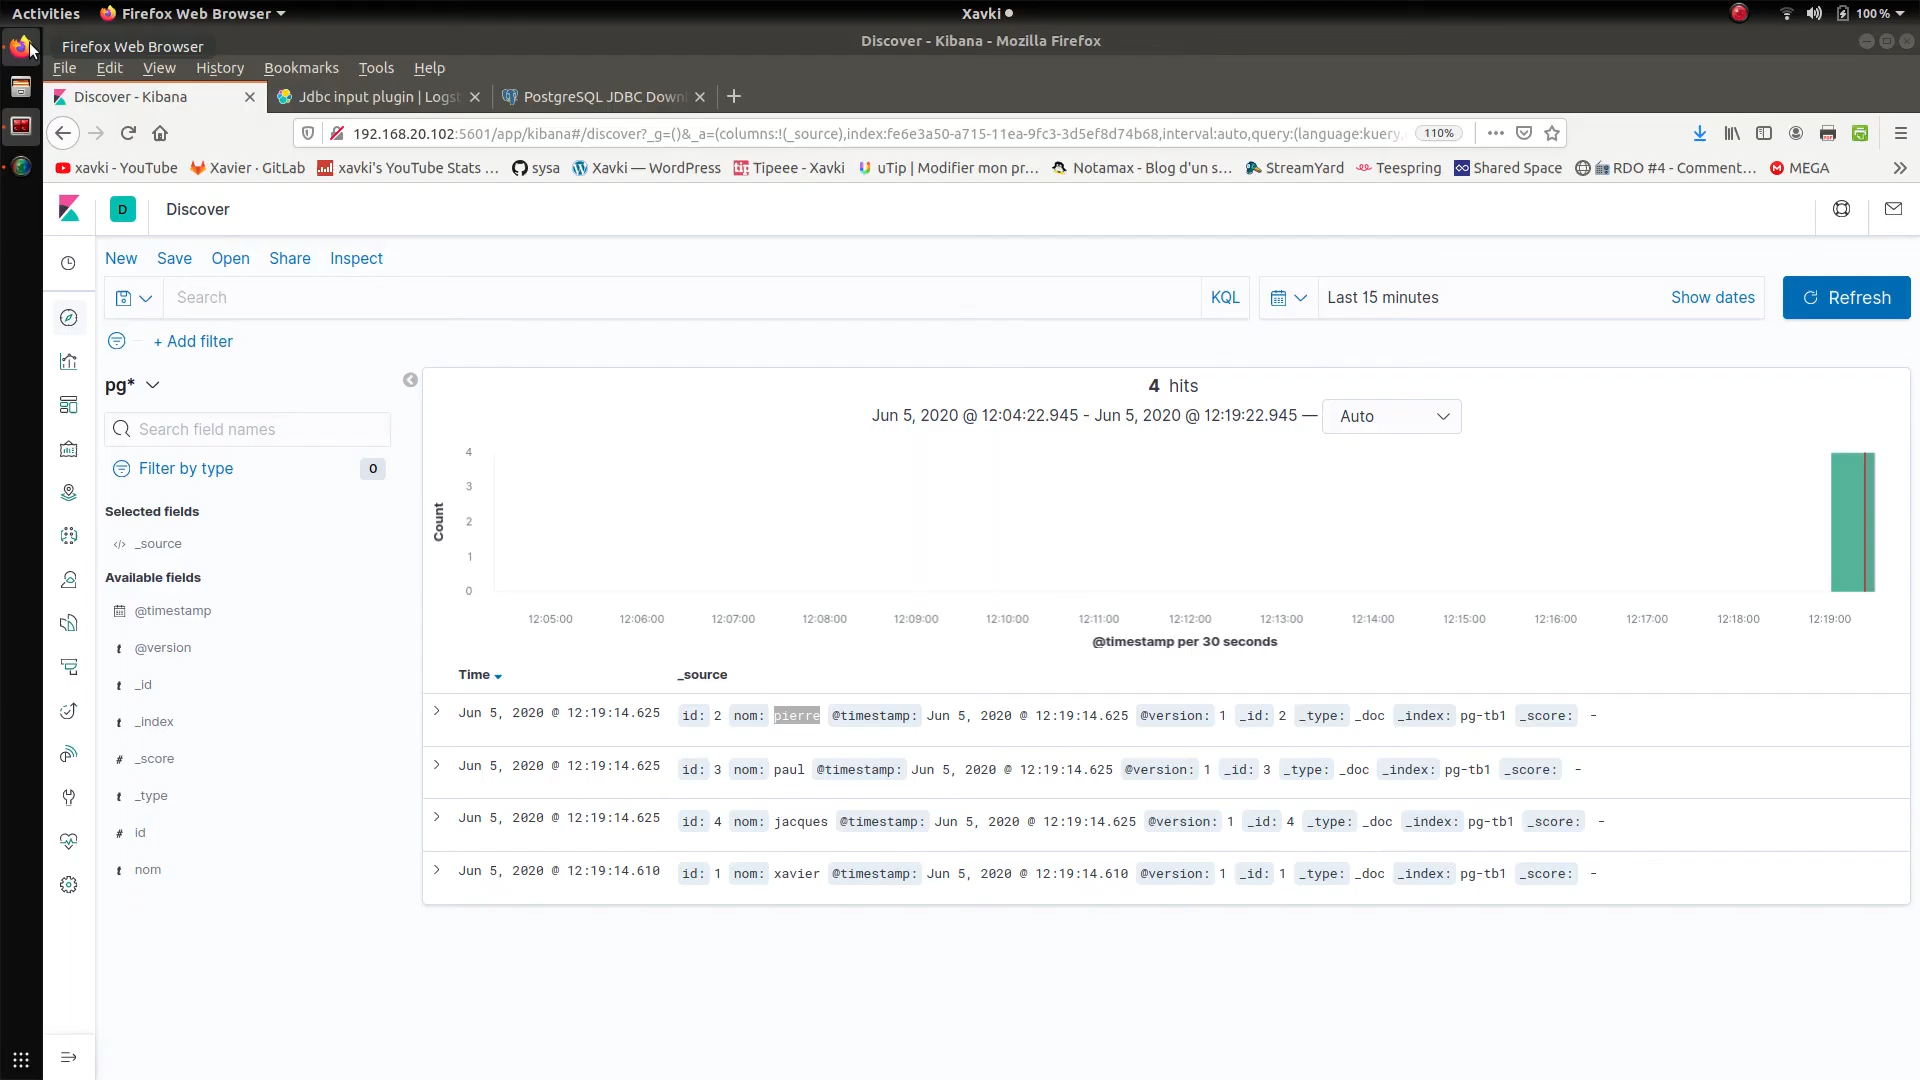 Activities Firefox Web Browser Xavki 100 %
Firefox Web Browser Discover - Kibana - Mozilla Firefox
File Edit View History Bookmarks Tools Help
Discover - Kibana Jdbc input plugin | Logst PostgreSQL JDBC Down
192.168.20.102:5601/app/kibana#/discover?_g=()&_a=(columns:!(_source),index:fe6e3a50-a715-11ea-9fc3-3d5ef8d74b68,interval:auto,query:(language:kuery, 110%
xavki - YouTube Xavier · GitLab xavki's YouTube Stats ... sysa Xavki — WordPress Tipeee - Xavki uTip | Modifier mon pr... Notamax - Blog d'un s... StreamYard Teespring Shared Space RDO #4 - Comment... MEGA
D Discover
New Save Open Share Inspect
Search KQL Last 15 minutes Show dates Refresh
+ Add filter
pg*
4 hits
Jun 5, 2020 @ 12:04:22.945 - Jun 5, 2020 @ 12:19:22.945 — Auto
Search field names
Filter by type 0
Selected fields
_source
Available fields
@timestamp
@version
_id
_index
_score
_type
id
nom
4
3
2
1
0
Count
12:05:00 12:06:00 12:07:00 12:08:00 12:09:00 12:10:00 12:11:00 12:12:00 12:13:00 12:14:00 12:15:00 12:16:00 12:17:00 12:18:00 12:19:00
@timestamp per 30 seconds
Time _source
Jun 5, 2020 @ 12:19:14.625 id: 2 nom: pierre @timestamp: Jun 5, 2020 @ 12:19:14.625 @version: 1 _id: 2 _type: _doc _index: pg-tb1 _score: -
Jun 5, 2020 @ 12:19:14.625 id: 3 nom: paul @timestamp: Jun 5, 2020 @ 12:19:14.625 @version: 1 _id: 3 _type: _doc _index: pg-tb1 _score: -
Jun 5, 2020 @ 12:19:14.625 id: 4 nom: jacques @timestamp: Jun 5, 2020 @ 12:19:14.625 @version: 1 _id: 4 _type: _doc _index: pg-tb1 _score: -
Jun 5, 2020 @ 12:19:14.610 id: 1 nom: xavier @timestamp: Jun 5, 2020 @ 12:19:14.610 @version: 1 _id: 1 _type: _doc _index: pg-tb1 _score: -